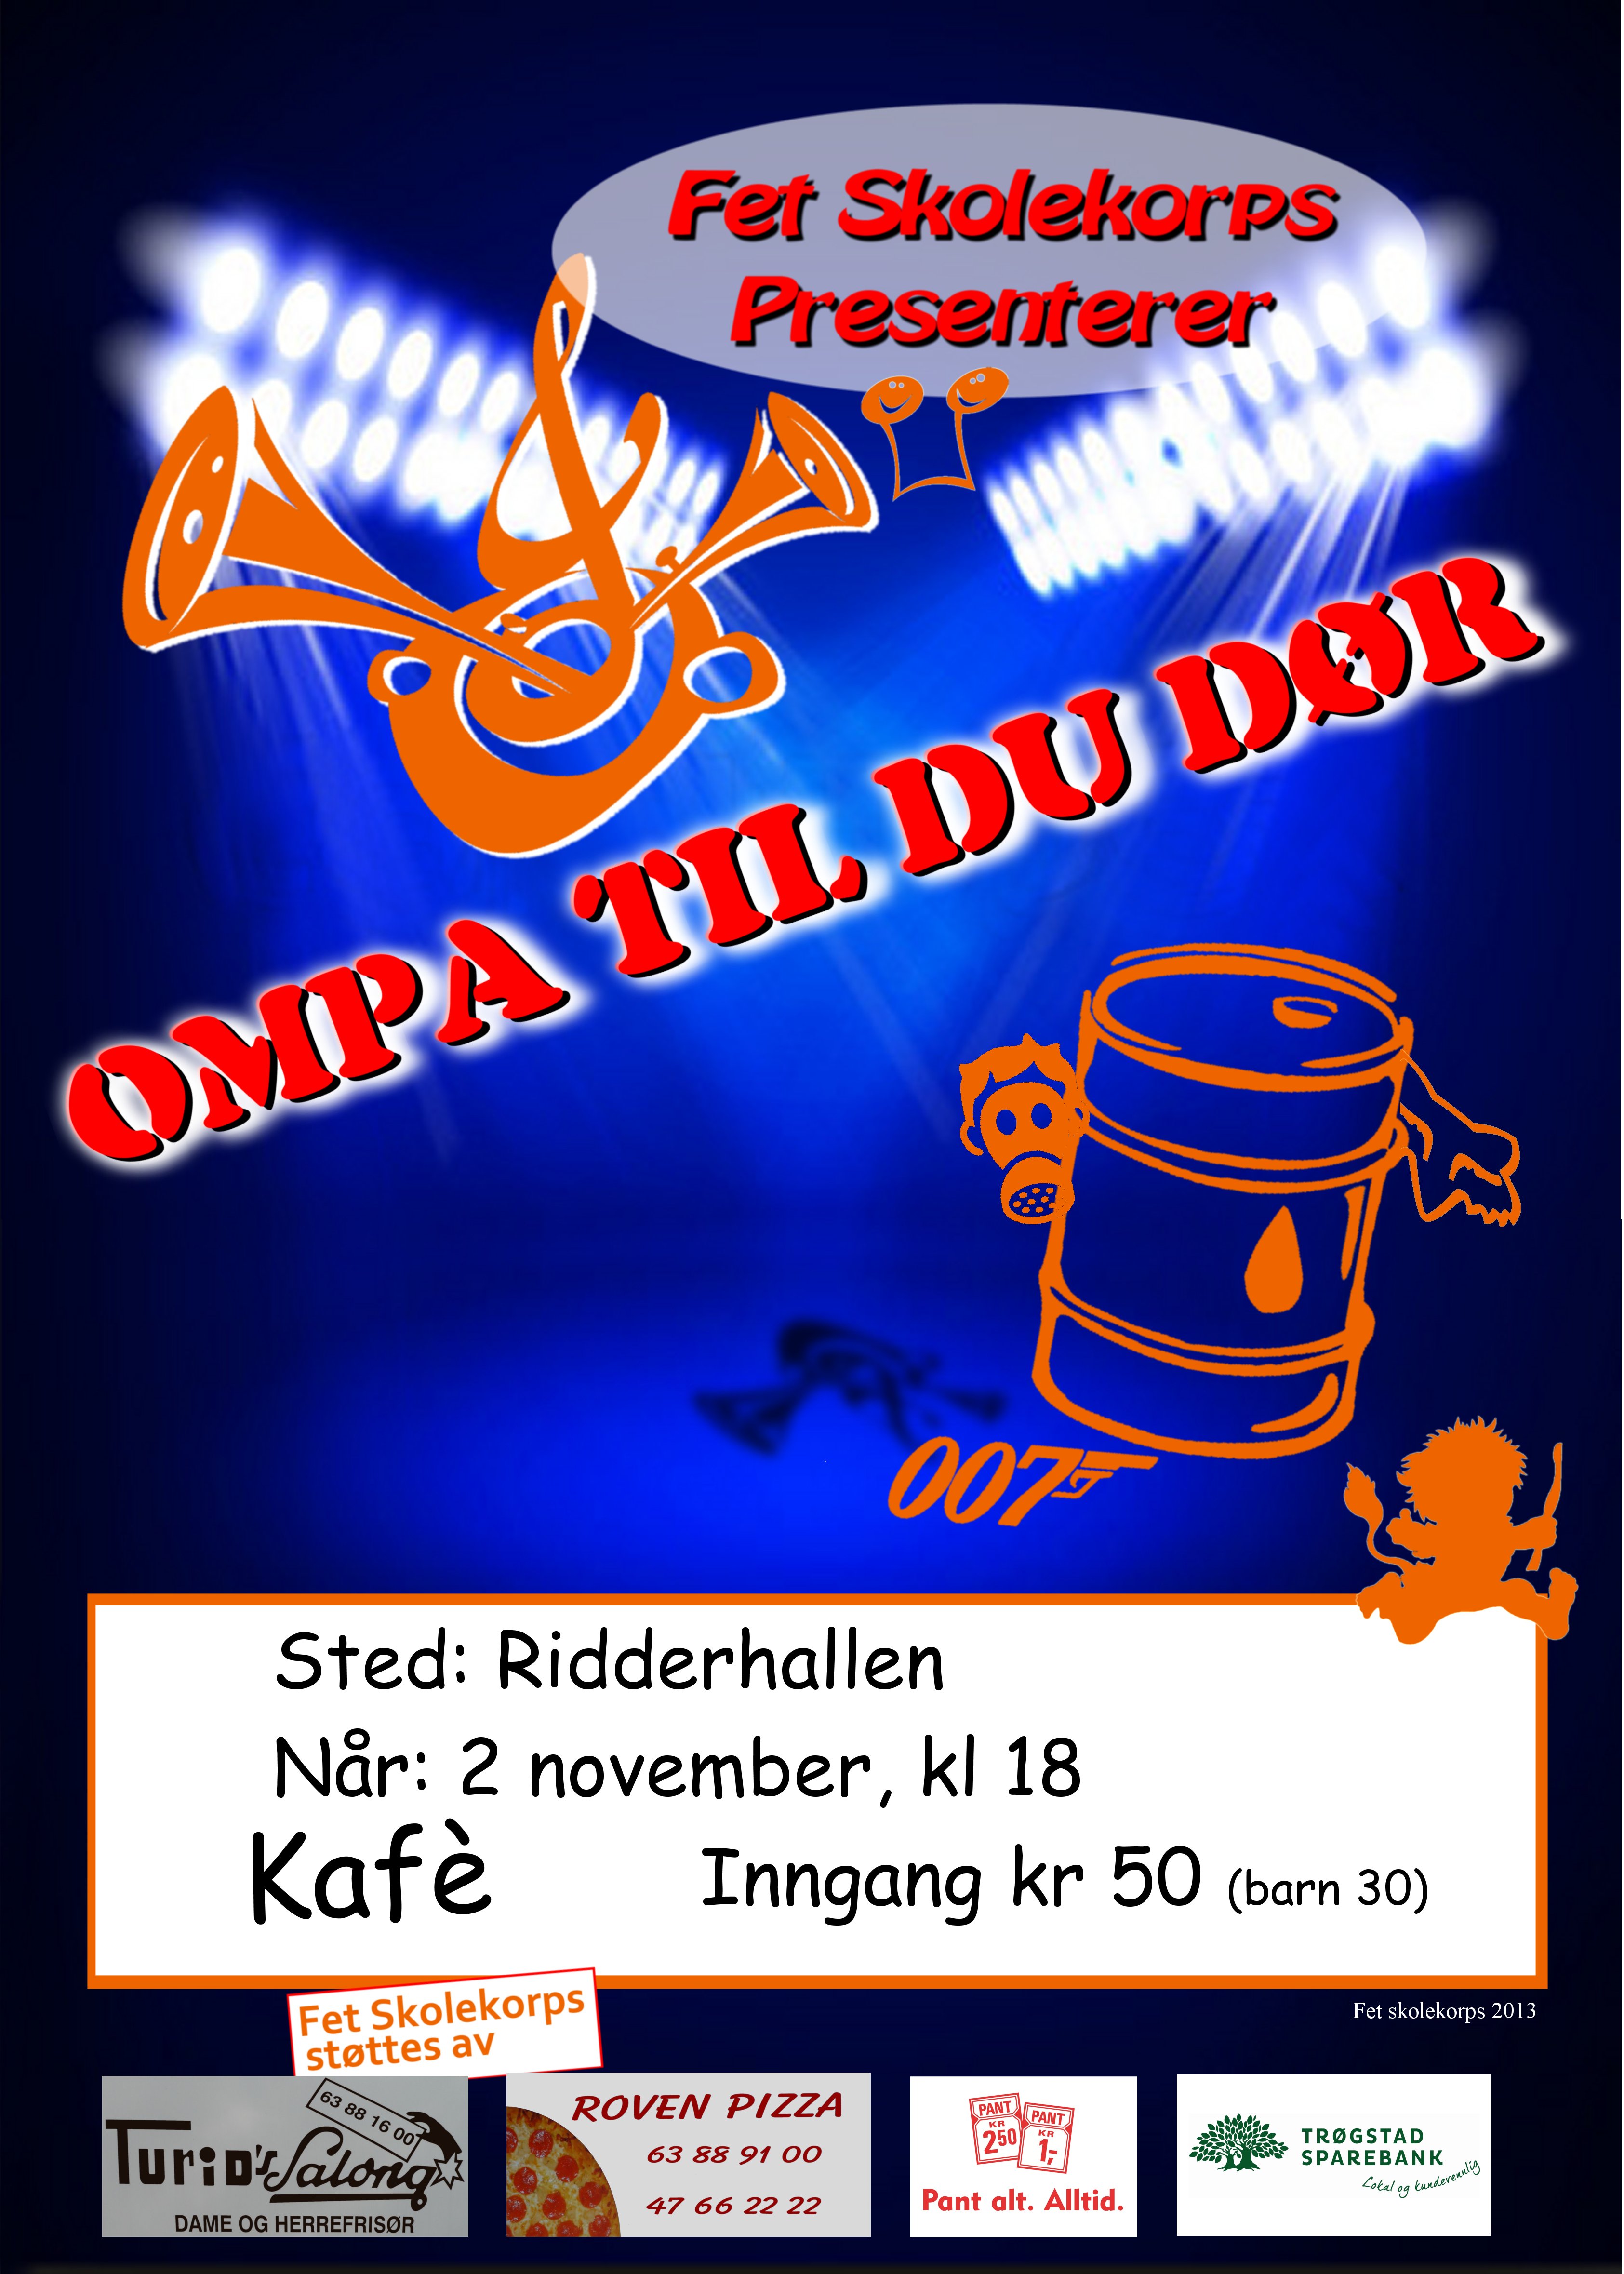 Fet Skolekorps
Presenterer
OMPA TIL DU DØR
007
Sted: Ridderhallen
Når: 2 november, kl 18
Kafè
Inngang kr 50 (barn 30)
Fet skolekorps 2013
Fet Skolekorps
støttes av
63 88 16 00
TuriD's Salong
DAME OG HERREFRISØR
ROVEN PIZZA
63 88 91 00
47 66 22 22
PANT
KR
250
PANT
KR
1,-
Pant alt. Alltid.
TRØGSTAD
SPAREBANK
Lokal og kundevennlig